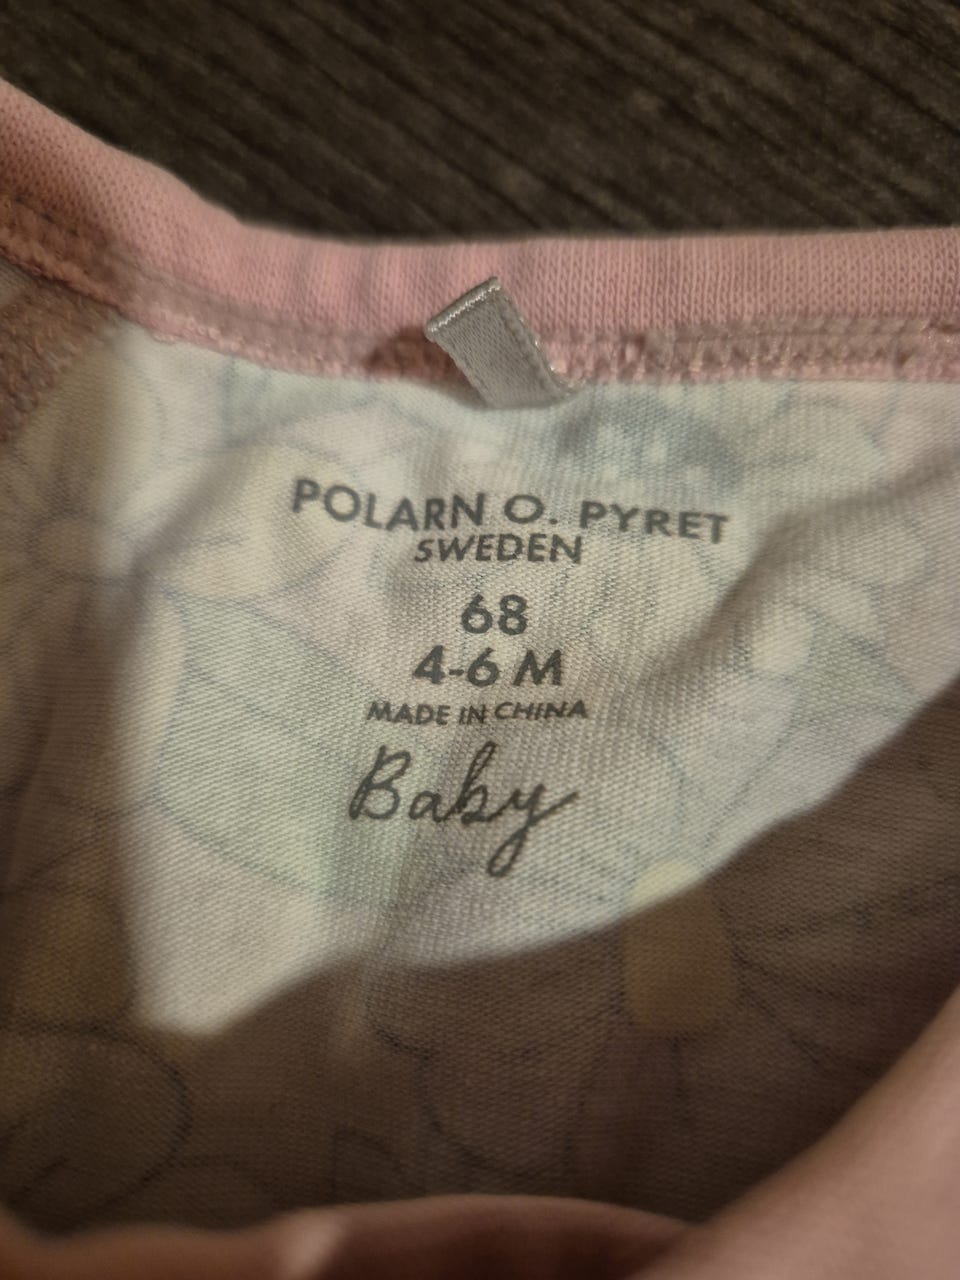 POLARN O. PYRET
SWEDEN
68
4-6 M
MADE IN CHINA
Baby